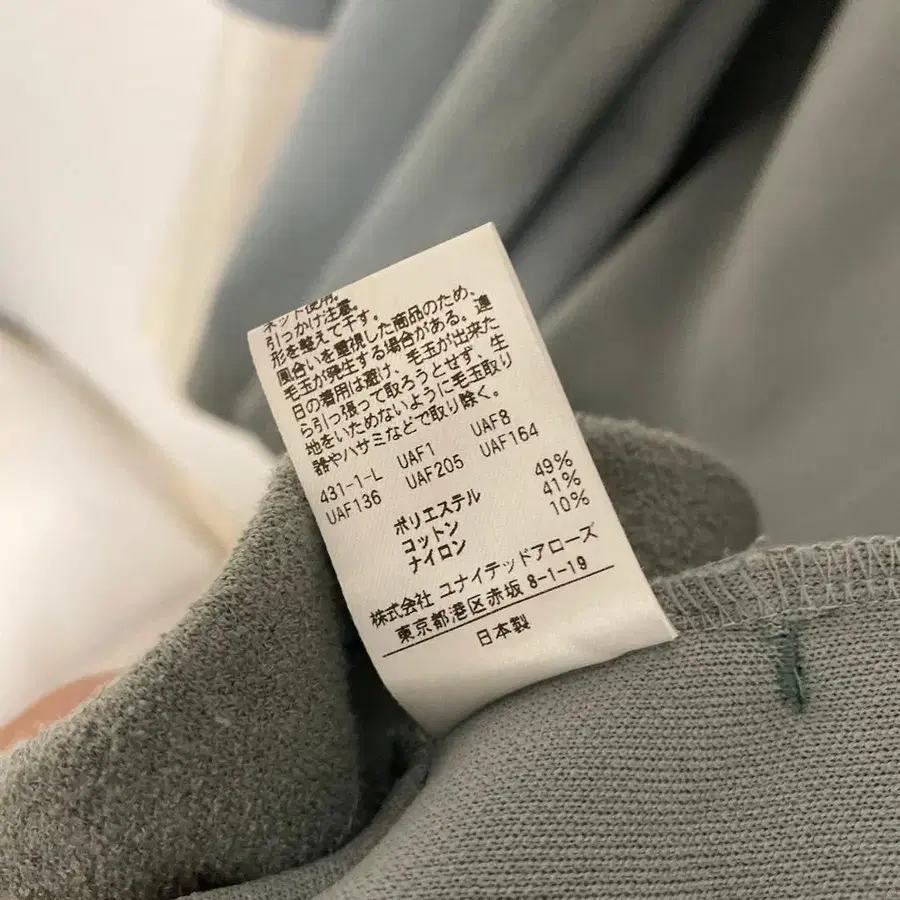 ネット使用。
引っかけ注意。
形を整えて干す。
風合いを重視した商品のため、
毛玉が発生する場合がある。連
日の着用は避け、毛玉が出来た
ら引っ張って取ろうとせず、生
地をいためないように毛玉取り
器やハサミなどで取り除く。
431-1-L UAF1 UAF8
UAF136 UAF205 UAF164
ポリエステル 49%
コットン 41%
ナイロン 10%
株式会社 ユナイテッドアローズ
東京都港区赤坂 8-1-19
日本製